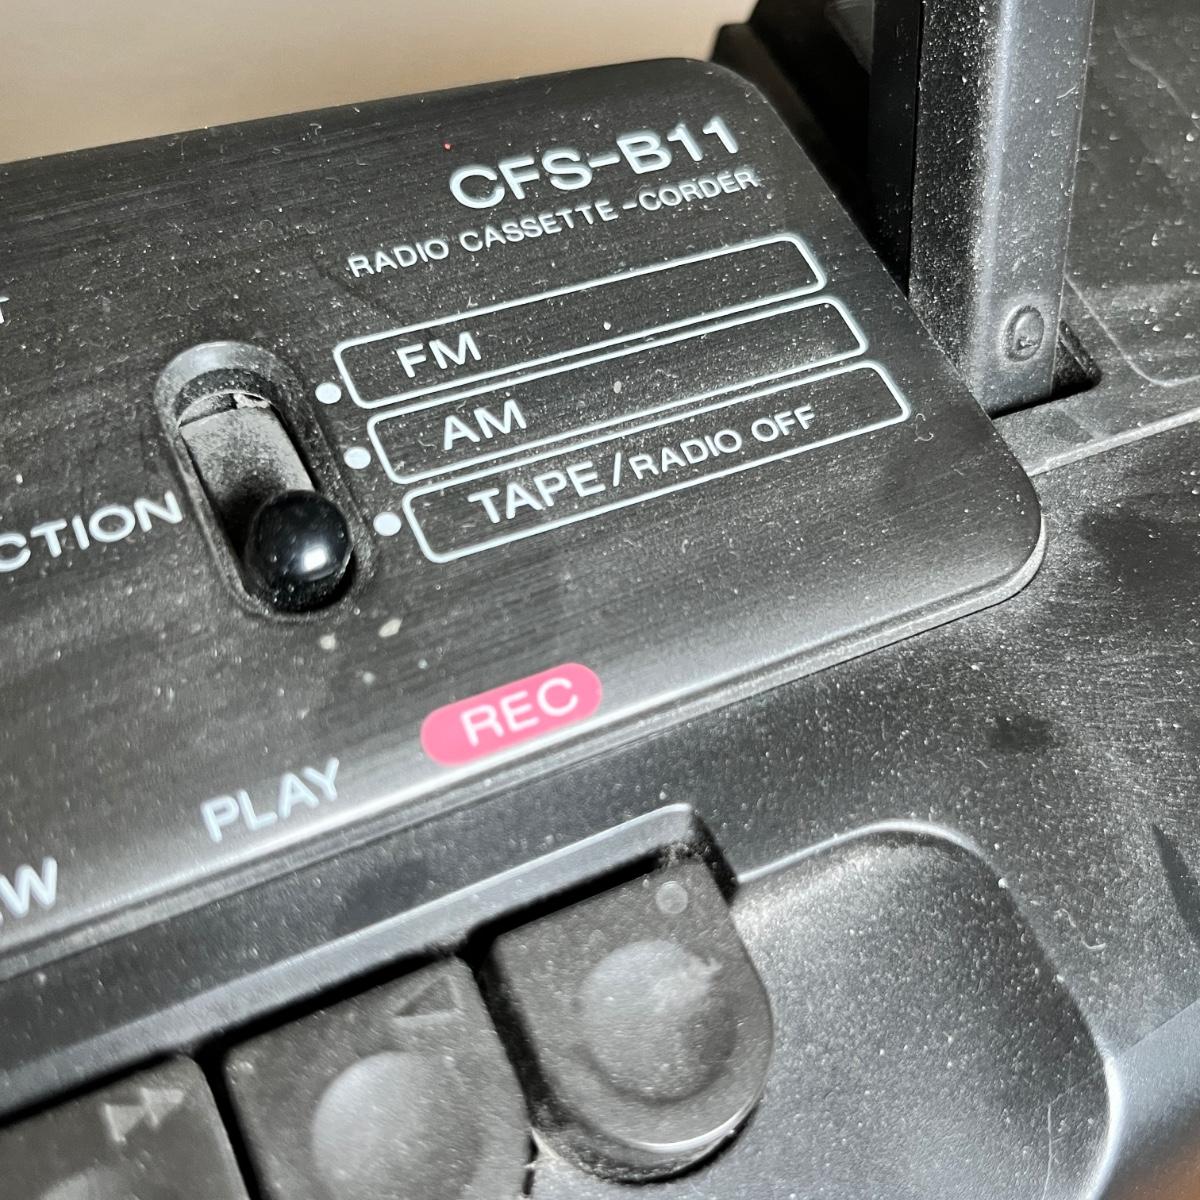 CFS-B11
RADIO CASSETTE-CORDER
FM
AM
TAPE/RADIO OFF
CTION
REC
PLAY